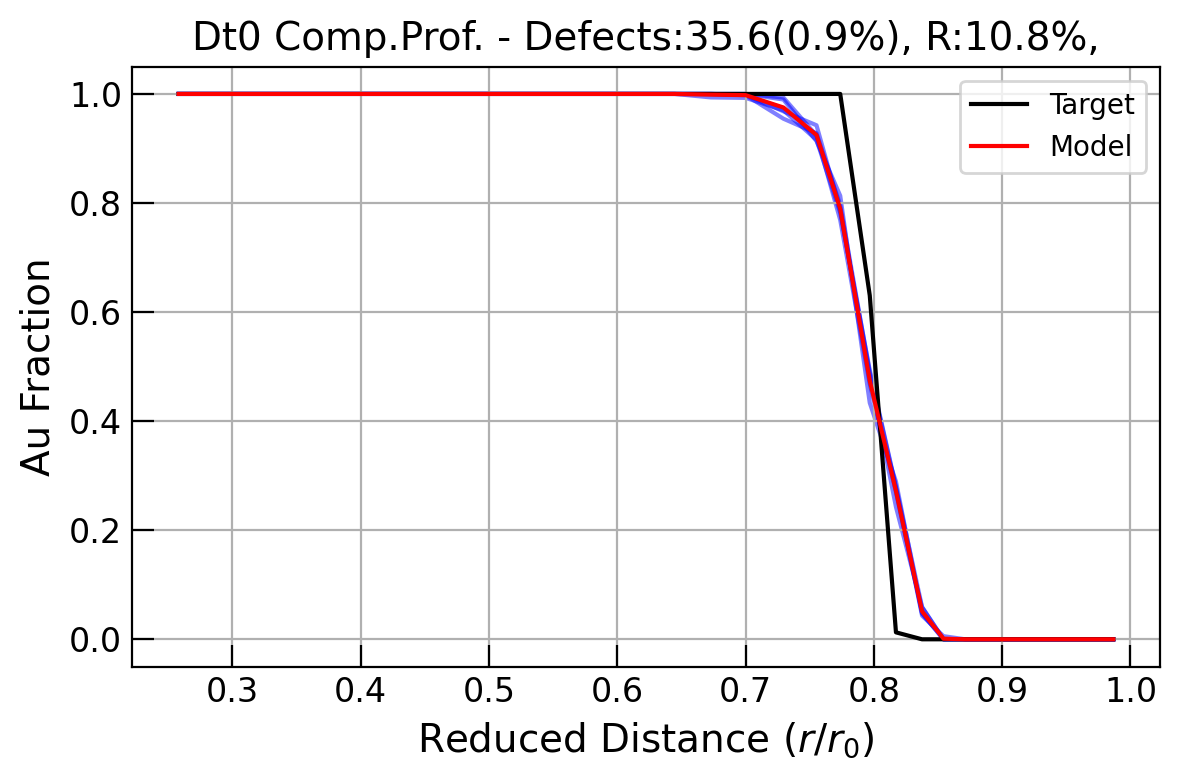 Dt0 Comp.Prof. - Defects:35.6(0.9%), R:10.8%,
1.0
0.8
0.6
0.4
0.2
0.0
Au Fraction
Target
Model
0.3 0.4 0.5 0.6 0.7 0.8 0.9 1.0
Reduced Distance (r/r₀)